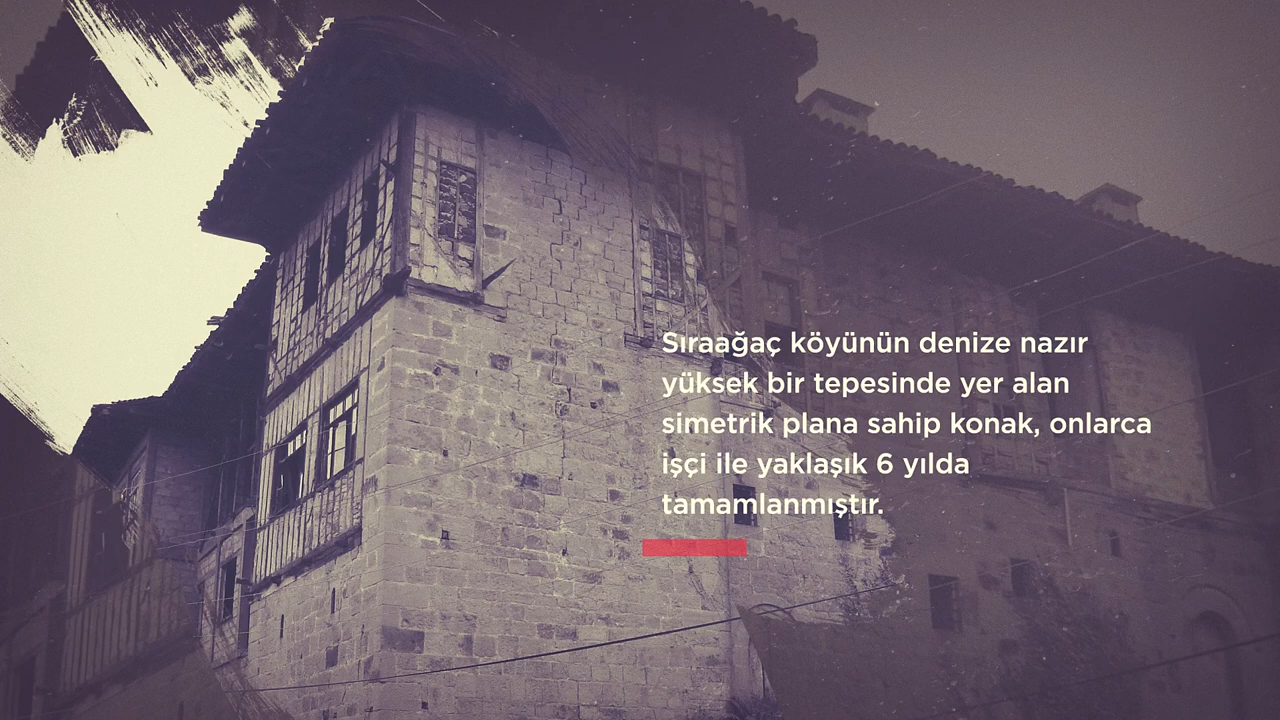 Sıraağaç köyünün denize nazır
yüksek bir tepesinde yer alan
simetrik plana sahip konak, onlarca
işçi ile yaklaşık 6 yılda
tamamlanmıştır.